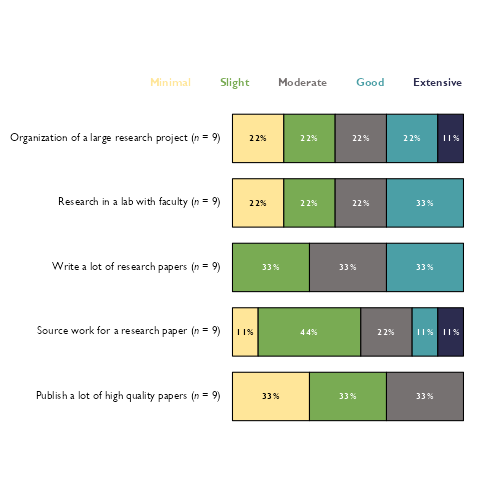 Minimal Slight Moderate Good Extensive
Organization of a large research project (n = 9) 22% 22% 22% 22% 11%
Research in a lab with faculty (n = 9) 22% 22% 22% 33%
Write a lot of research papers (n = 9) 33% 33% 33%
Source work for a research paper (n = 9) 11% 44% 22% 11% 11%
Publish a lot of high quality papers (n = 9) 33% 33% 33%